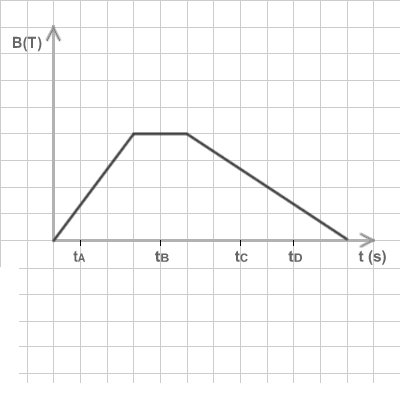 B(T)
tA tB tC tD t (s)